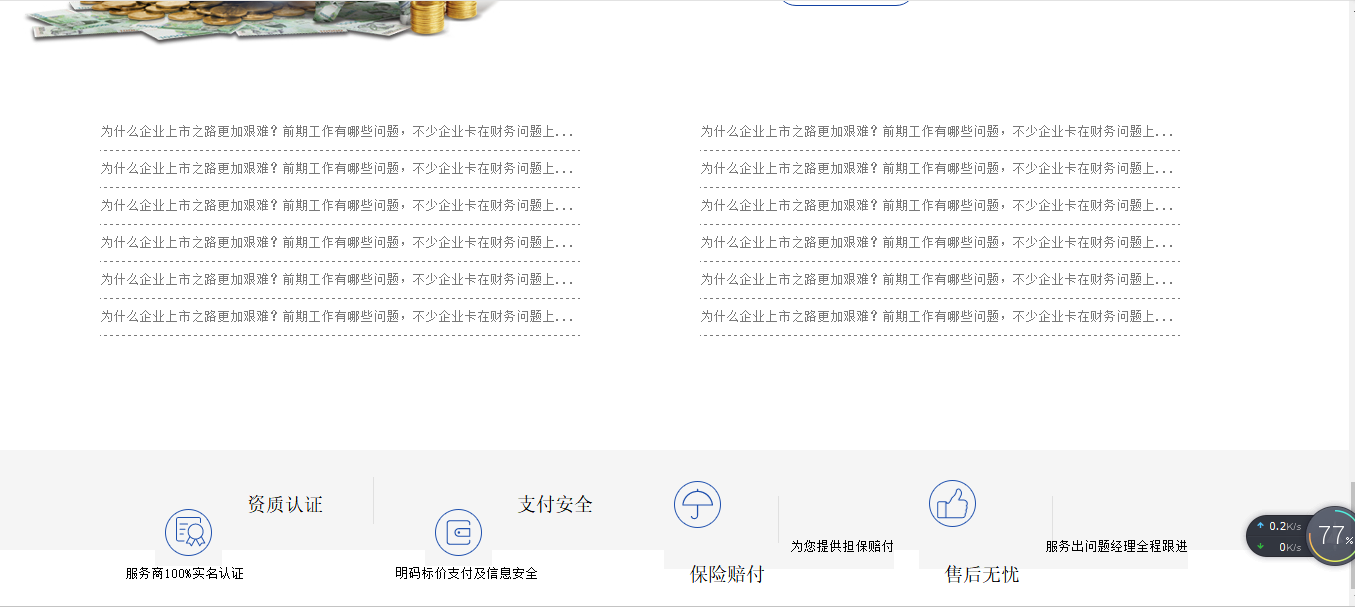 为什么企业上市之路更加艰难？前期工作有哪些问题，不少企业卡在财务问题上...
为什么企业上市之路更加艰难？前期工作有哪些问题，不少企业卡在财务问题上...
为什么企业上市之路更加艰难？前期工作有哪些问题，不少企业卡在财务问题上...
为什么企业上市之路更加艰难？前期工作有哪些问题，不少企业卡在财务问题上...
为什么企业上市之路更加艰难？前期工作有哪些问题，不少企业卡在财务问题上...
为什么企业上市之路更加艰难？前期工作有哪些问题，不少企业卡在财务问题上...
为什么企业上市之路更加艰难？前期工作有哪些问题，不少企业卡在财务问题上...
为什么企业上市之路更加艰难？前期工作有哪些问题，不少企业卡在财务问题上...
为什么企业上市之路更加艰难？前期工作有哪些问题，不少企业卡在财务问题上...
为什么企业上市之路更加艰难？前期工作有哪些问题，不少企业卡在财务问题上...
为什么企业上市之路更加艰难？前期工作有哪些问题，不少企业卡在财务问题上...
为什么企业上市之路更加艰难？前期工作有哪些问题，不少企业卡在财务问题上...
资质认证
服务商100%实名认证
支付安全
明码标价支付及信息安全
为您提供担保赔付
保险赔付
服务出问题经理全程跟进
售后无忧
0.2K/s
0K/s
77%